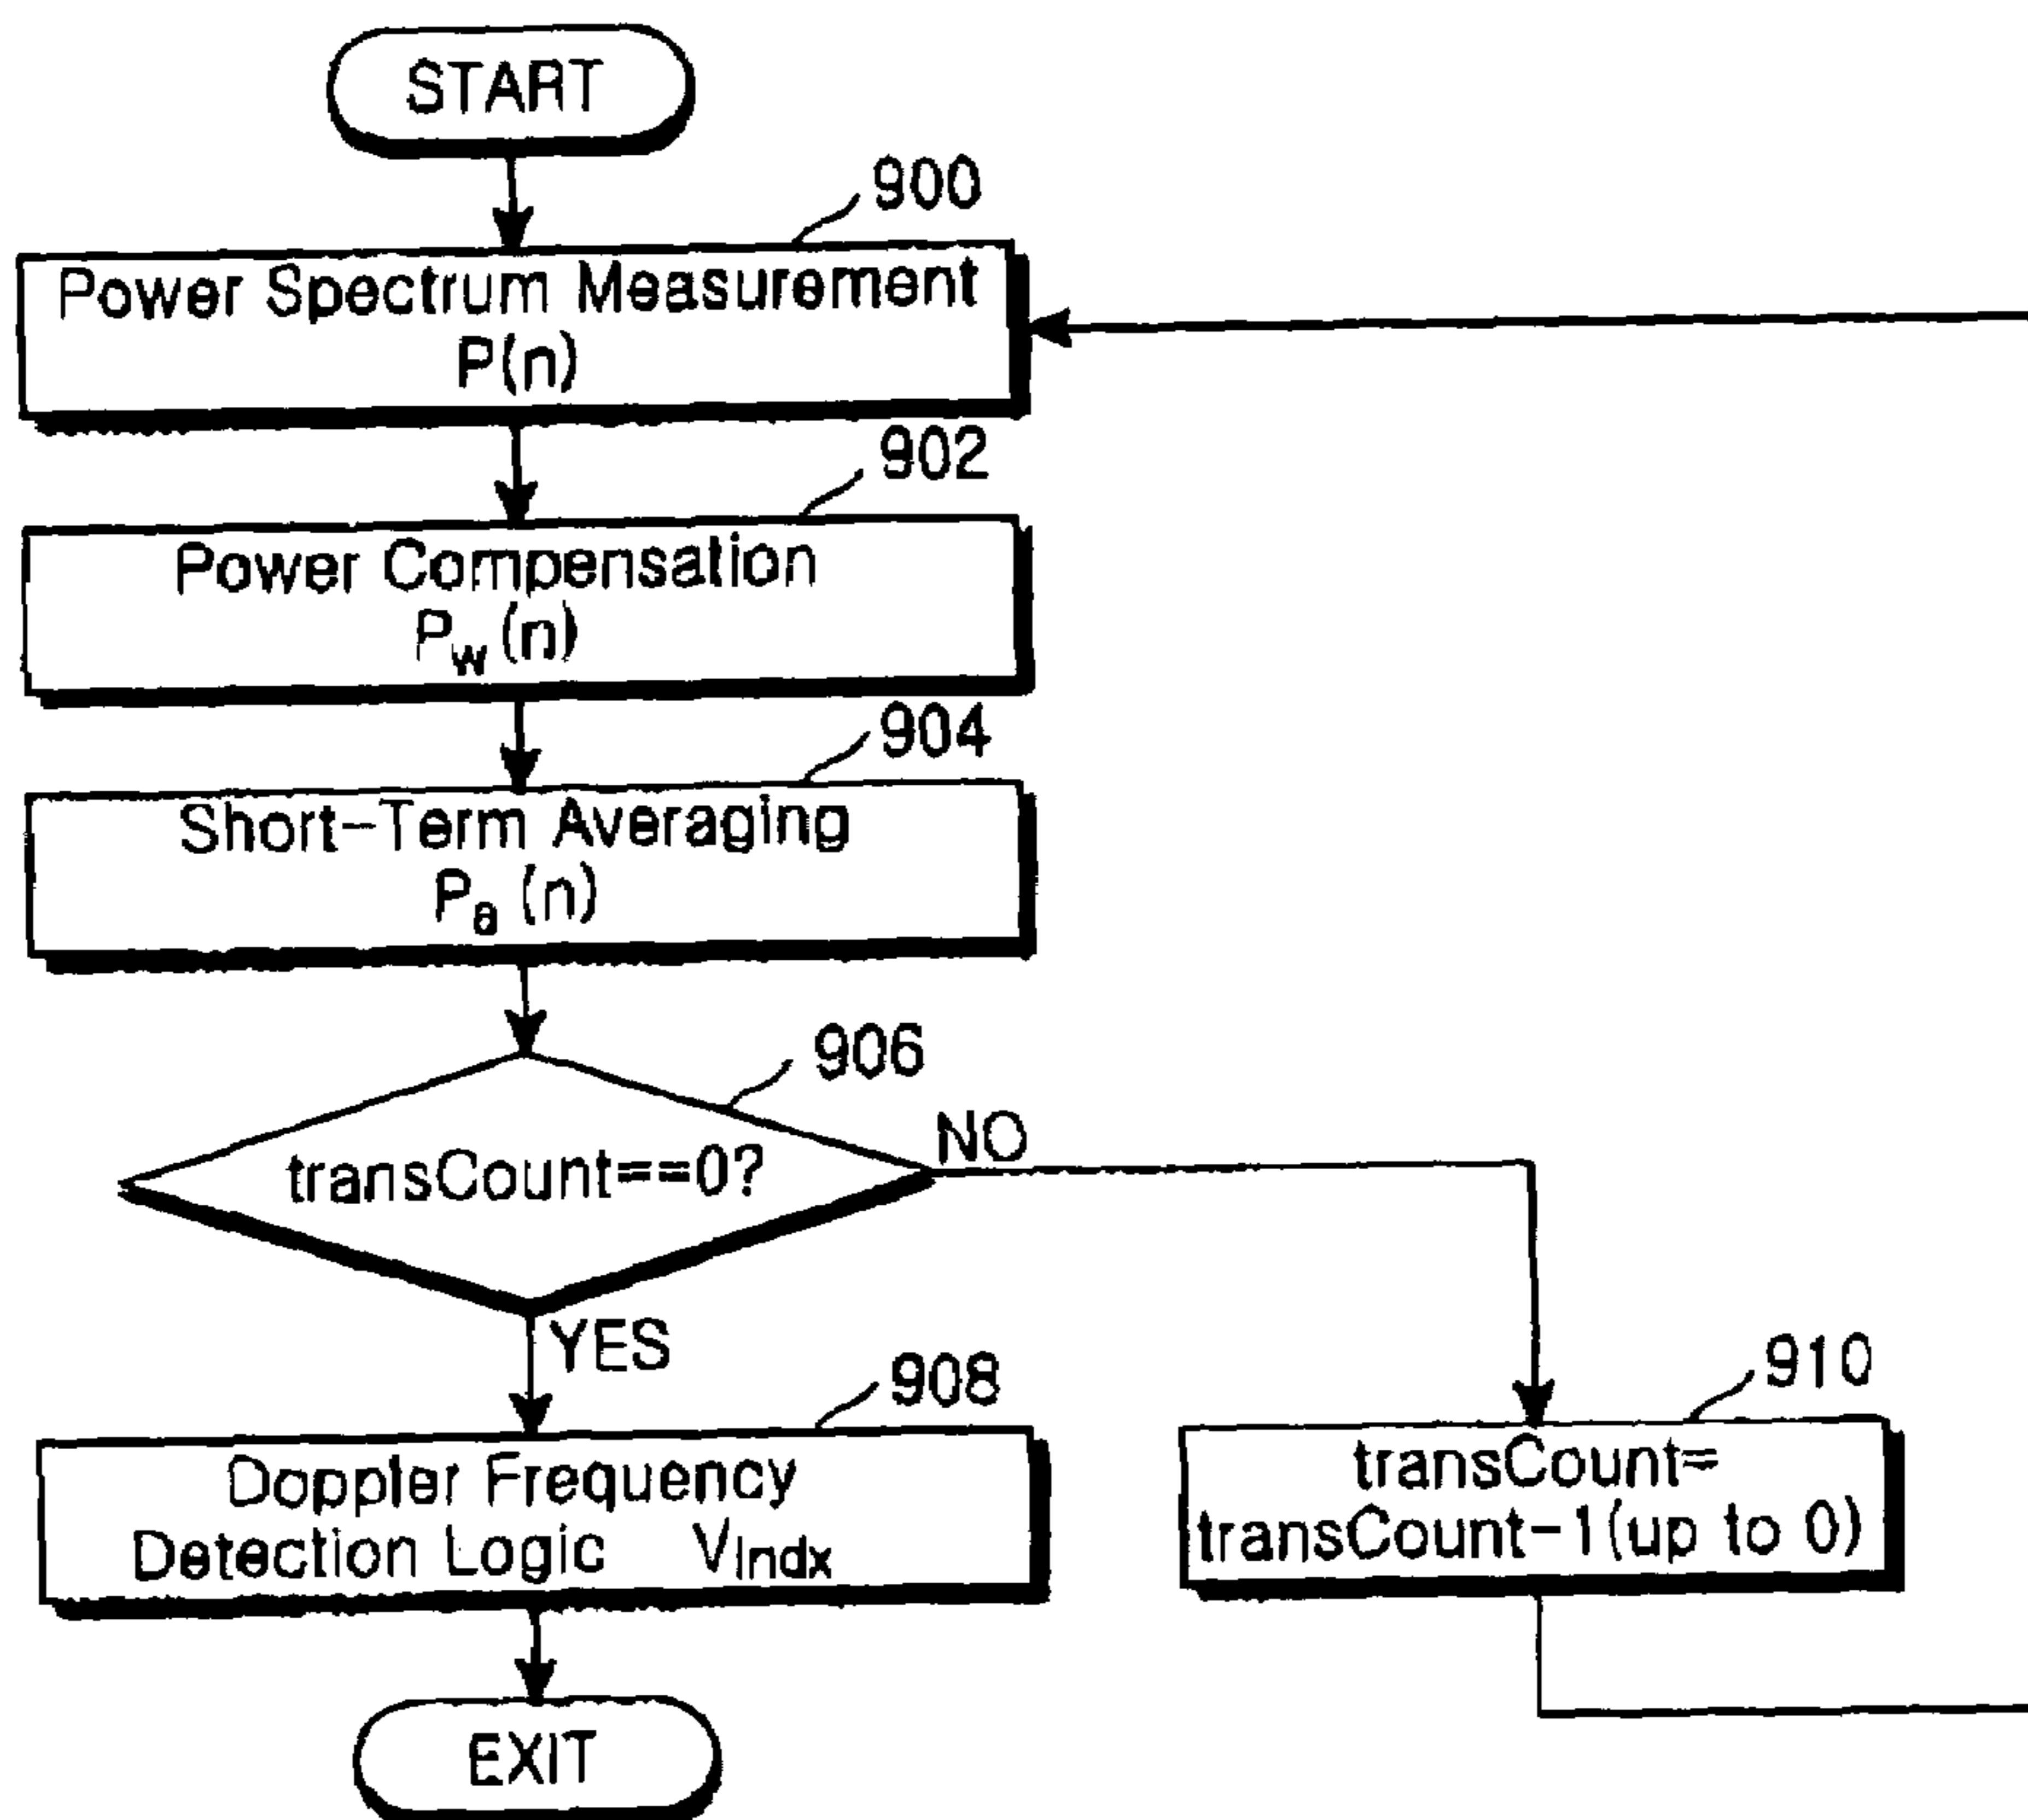 START
900
Power Spectrum Measurement
P(n)
902
Power Compensation
Pw (n)
904
Short-Term Averaging
Pa (n)
906
transCount==0?
NO
YES
908
Doppler Frequency
Detection Logic VIndx
910
transCount=
transCount-1(up to 0)
EXIT